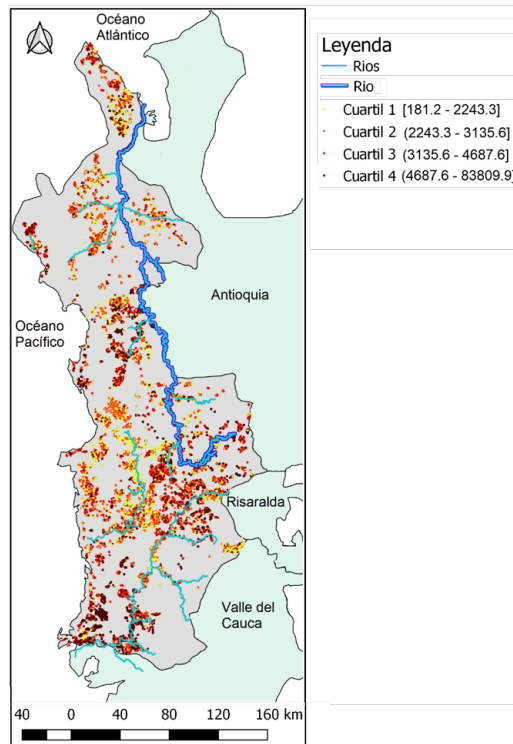 Océano
Atlántico
Antioquia
Océano
Pacífico
Risaralda
Valle del
Cauca
40 0 40 80 120 160 km
Leyenda
Rios
Rio
Cuartil 1 [181.2 - 2243.3]
Cuartil 2 (2243.3 - 3135.6]
Cuartil 3 (3135.6 - 4687.6]
Cuartil 4 (4687.6 - 83809.9]